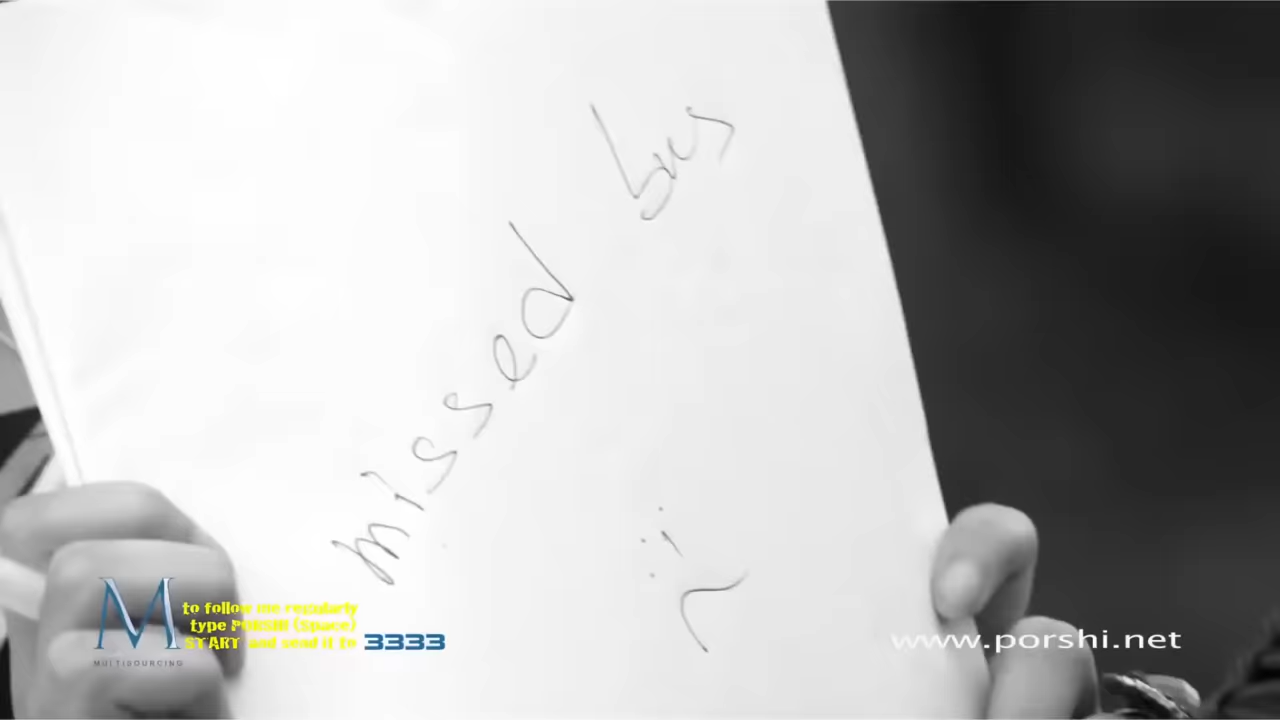 missed bus
M
MULTISOURCING
to follow me regularly
type PORSHI (Space)
START and send it to 3333
www.porshi.net